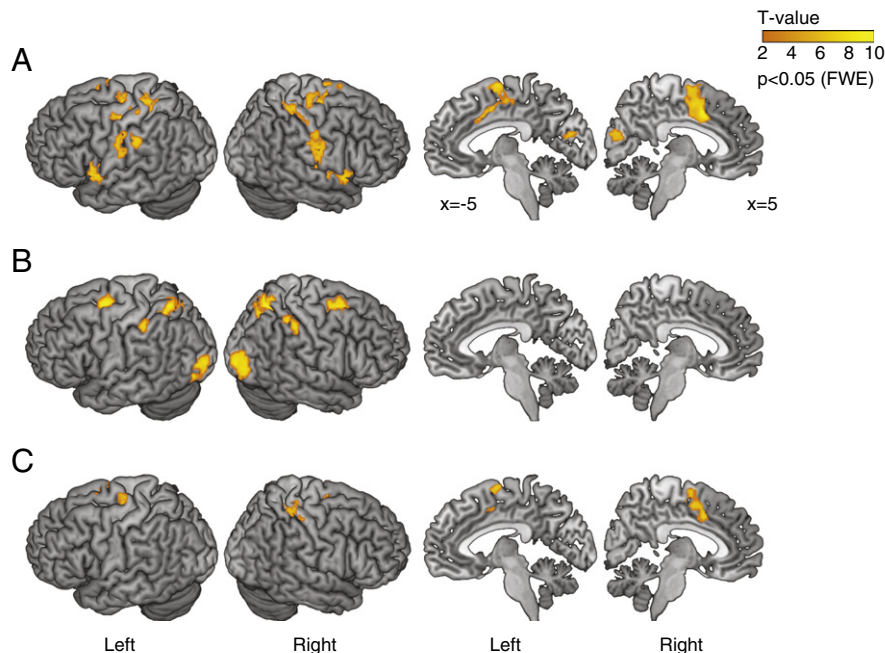 T-value
2 4 6 8 10
p<0.05 (FWE)
A
x=-5 x=5
B
C
Left Right Left Right